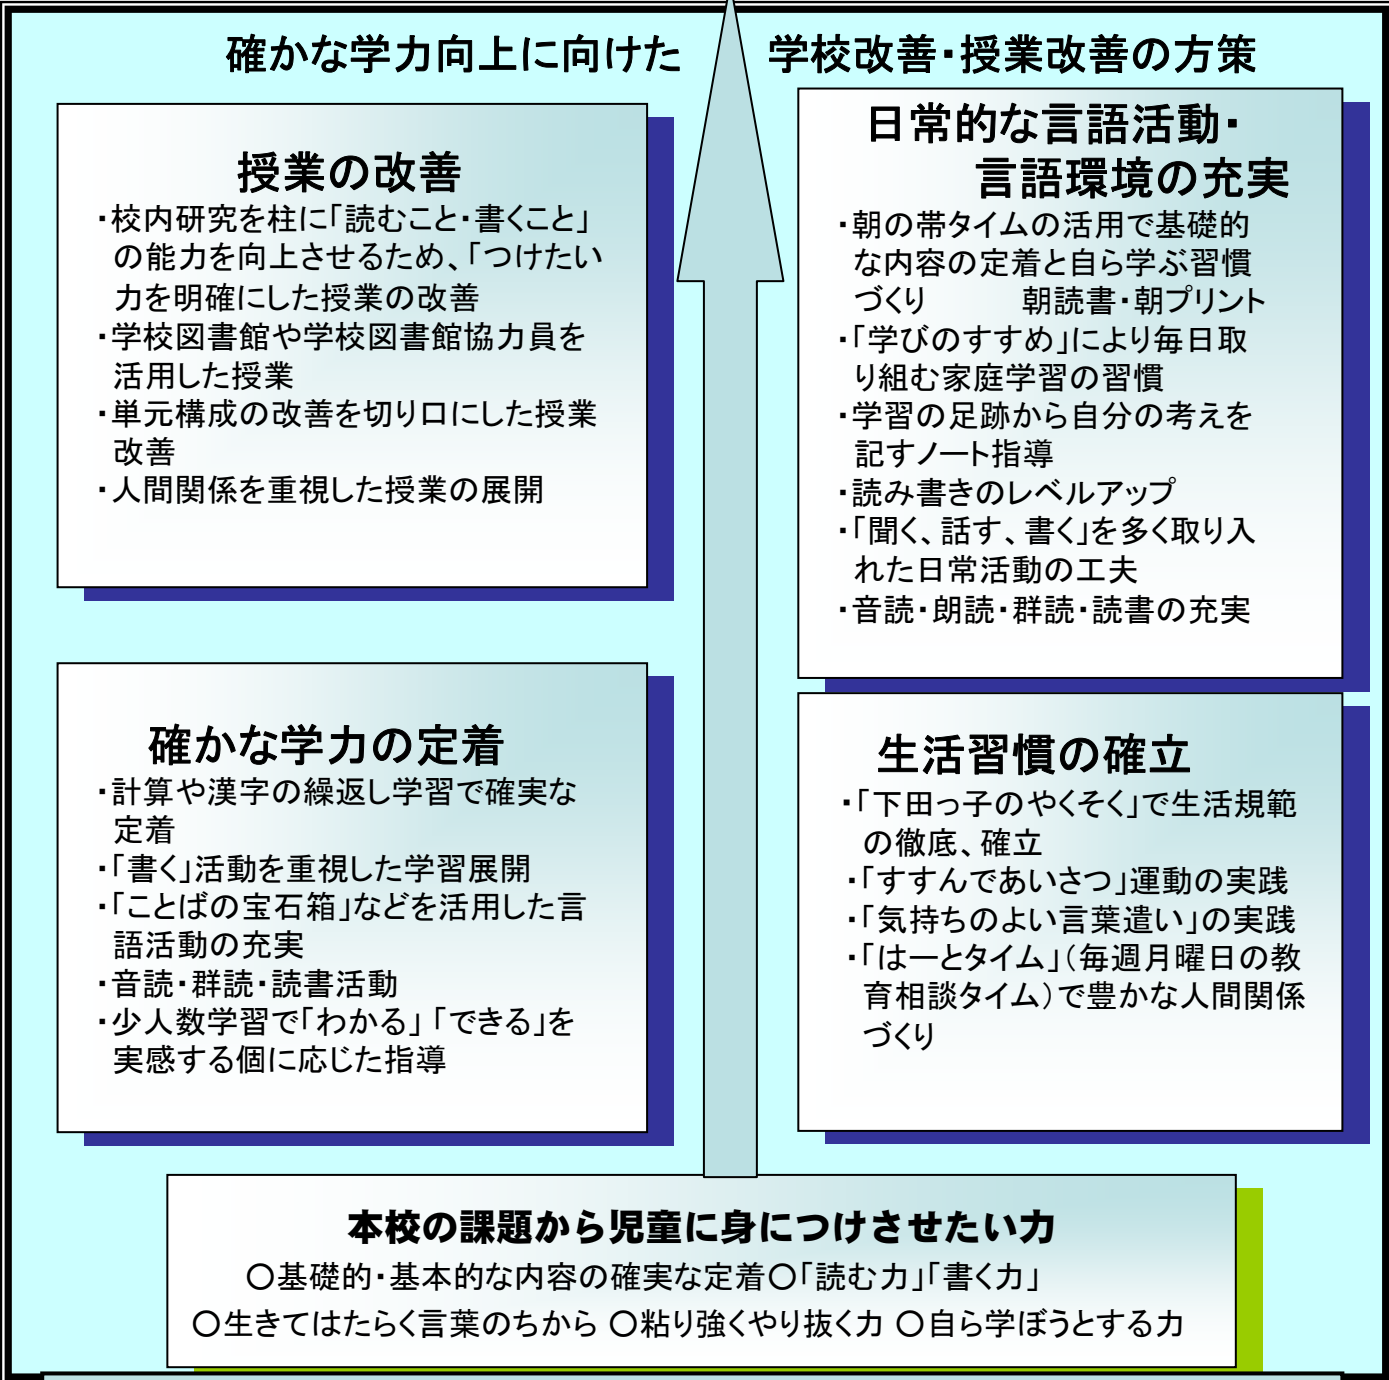 確かな学力向上に向けた　学校改善・授業改善の方策
授業の改善
・校内研究を柱に「読むこと・書くこと」
の能力を向上させるため、「つけたい
力を明確にした授業の改善
・学校図書館や学校図書館協力員を
活用した授業
・単元構成の改善を切り口にした授業
改善
・人間関係を重視した授業の展開
日常的な言語活動・
言語環境の充実
・朝の帯タイムの活用で基礎的
な内容の定着と自ら学ぶ習慣
づくり　　朝読書・朝プリント
・「学びのすすめ」により毎日取
り組む家庭学習の習慣
・学習の足跡から自分の考えを
記すノート指導
・読み書きのレベルアップ
・「聞く、話す、書く」を多く取り入
れた日常活動の工夫
・音読・朗読・群読・読書の充実
確かな学力の定着
・計算や漢字の繰返し学習で確実な
定着
・「書く」活動を重視した学習展開
・「ことばの宝石箱」などを活用した言
語活動の充実
・音読・群読・読書活動
・少人数学習で「わかる」「できる」を
実感する個に応じた指導
生活習慣の確立
・「下田っ子のやくそく」で生活規範
の徹底、確立
・「すすんであいさつ」運動の実践
・「気持ちのよい言葉遣い」の実践
・「はーとタイム」（毎週月曜日の教
育相談タイム）で豊かな人間関係
づくり
本校の課題から児童に身につけさせたい力
○基礎的・基本的な内容の確実な定着○「読む力」「書く力」
○生きてはたらく言葉のちから ○粘り強くやり抜く力 ○自ら学ぼうとする力